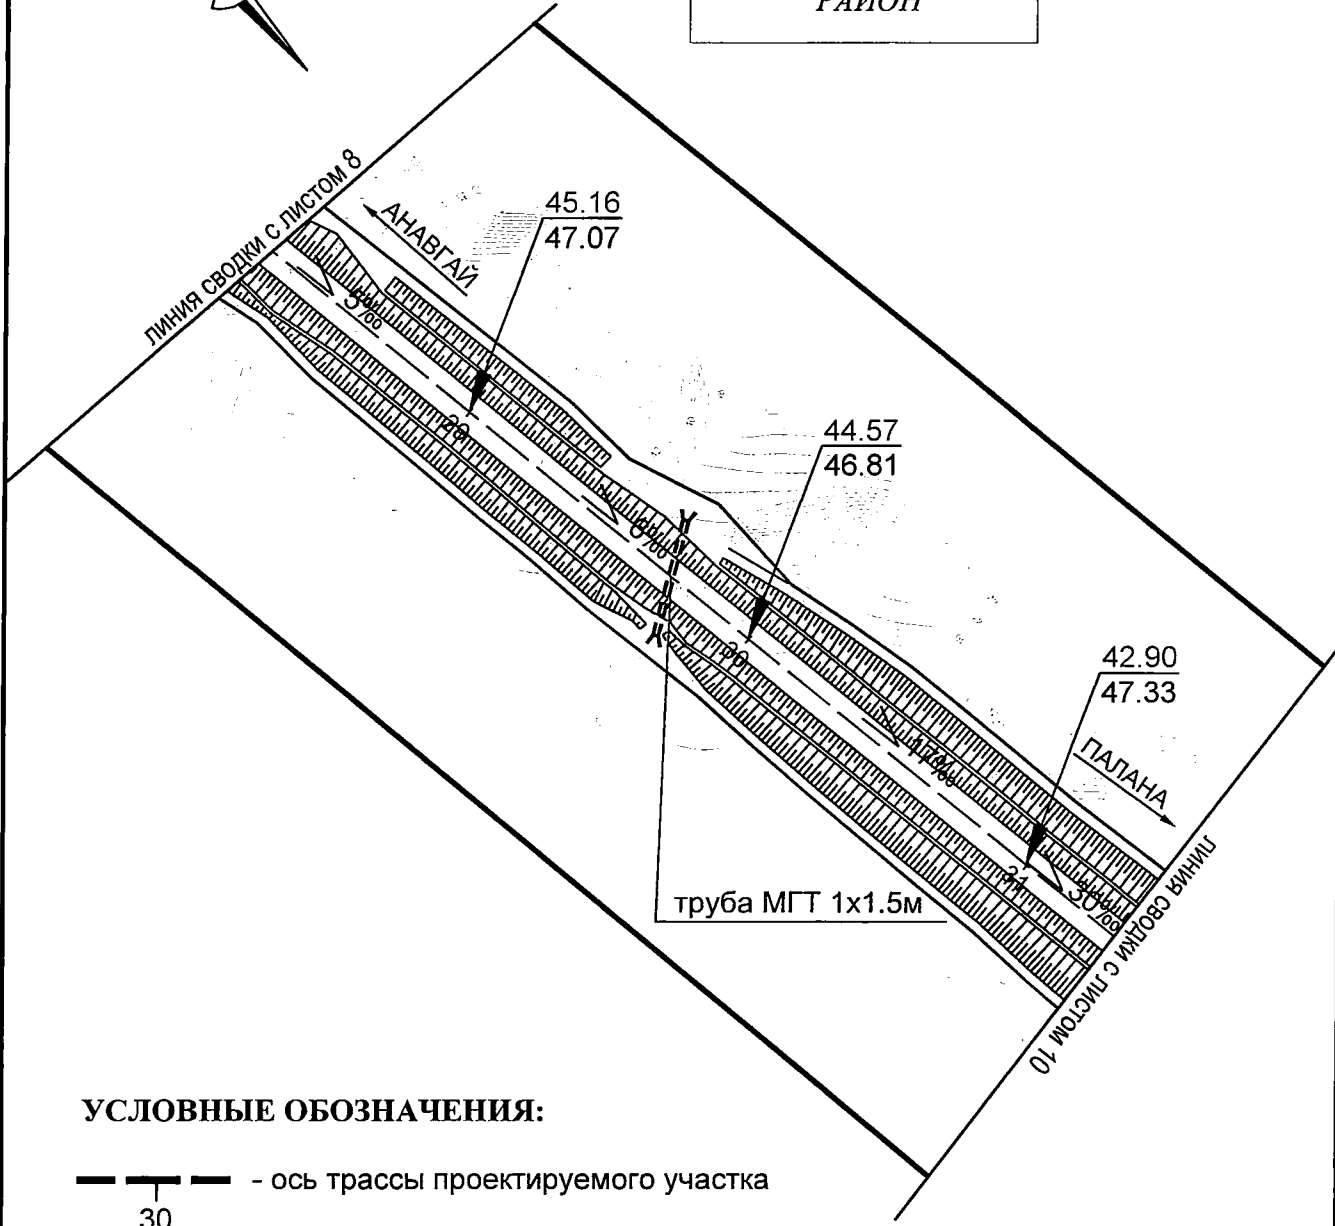 РАЙОН
ЛИНИЯ СВОДКИ С ЛИСТОМ 8
АНАВГАЙ
45.16
47.07
5‰
29
44.57
46.81
6‰
30
42.90
47.33
17‰
ПАЛАНА
31
30‰
труба МГТ 1х1.5м
ЛИНИЯ СВОДКИ С ЛИСТОМ 10
УСЛОВНЫЕ ОБОЗНАЧЕНИЯ:
- ось трассы проектируемого участка
30